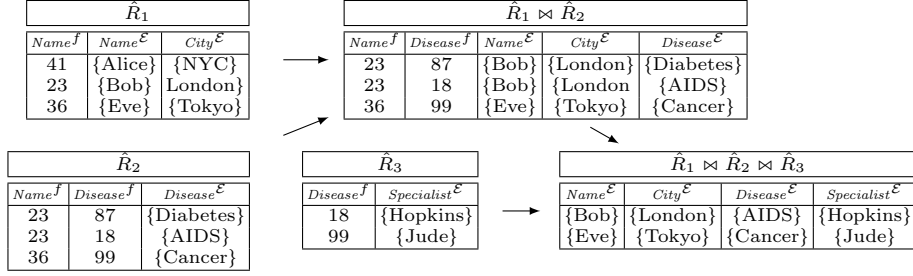 R̂1
Name^f Name^ℰ City^ℰ
41 {Alice} {NYC}
23 {Bob} London}
36 {Eve} {Tokyo}
R̂1 ⋈ R̂2
Name^f Disease^f Name^ℰ City^ℰ Disease^ℰ
23 87 {Bob} {London} {Diabetes}
23 18 {Bob} {London {AIDS}
36 99 {Eve} {Tokyo} {Cancer}
R̂2
Name^f Disease^f Disease^ℰ
23 87 {Diabetes}
23 18 {AIDS}
36 99 {Cancer}
R̂3
Disease^f Specialist^ℰ
18 {Hopkins}
99 {Jude}
R̂1 ⋈ R̂2 ⋈ R̂3
Name^ℰ City^ℰ Disease^ℰ Specialist^ℰ
{Bob} {London} {AIDS} {Hopkins}
{Eve} {Tokyo} {Cancer} {Jude}